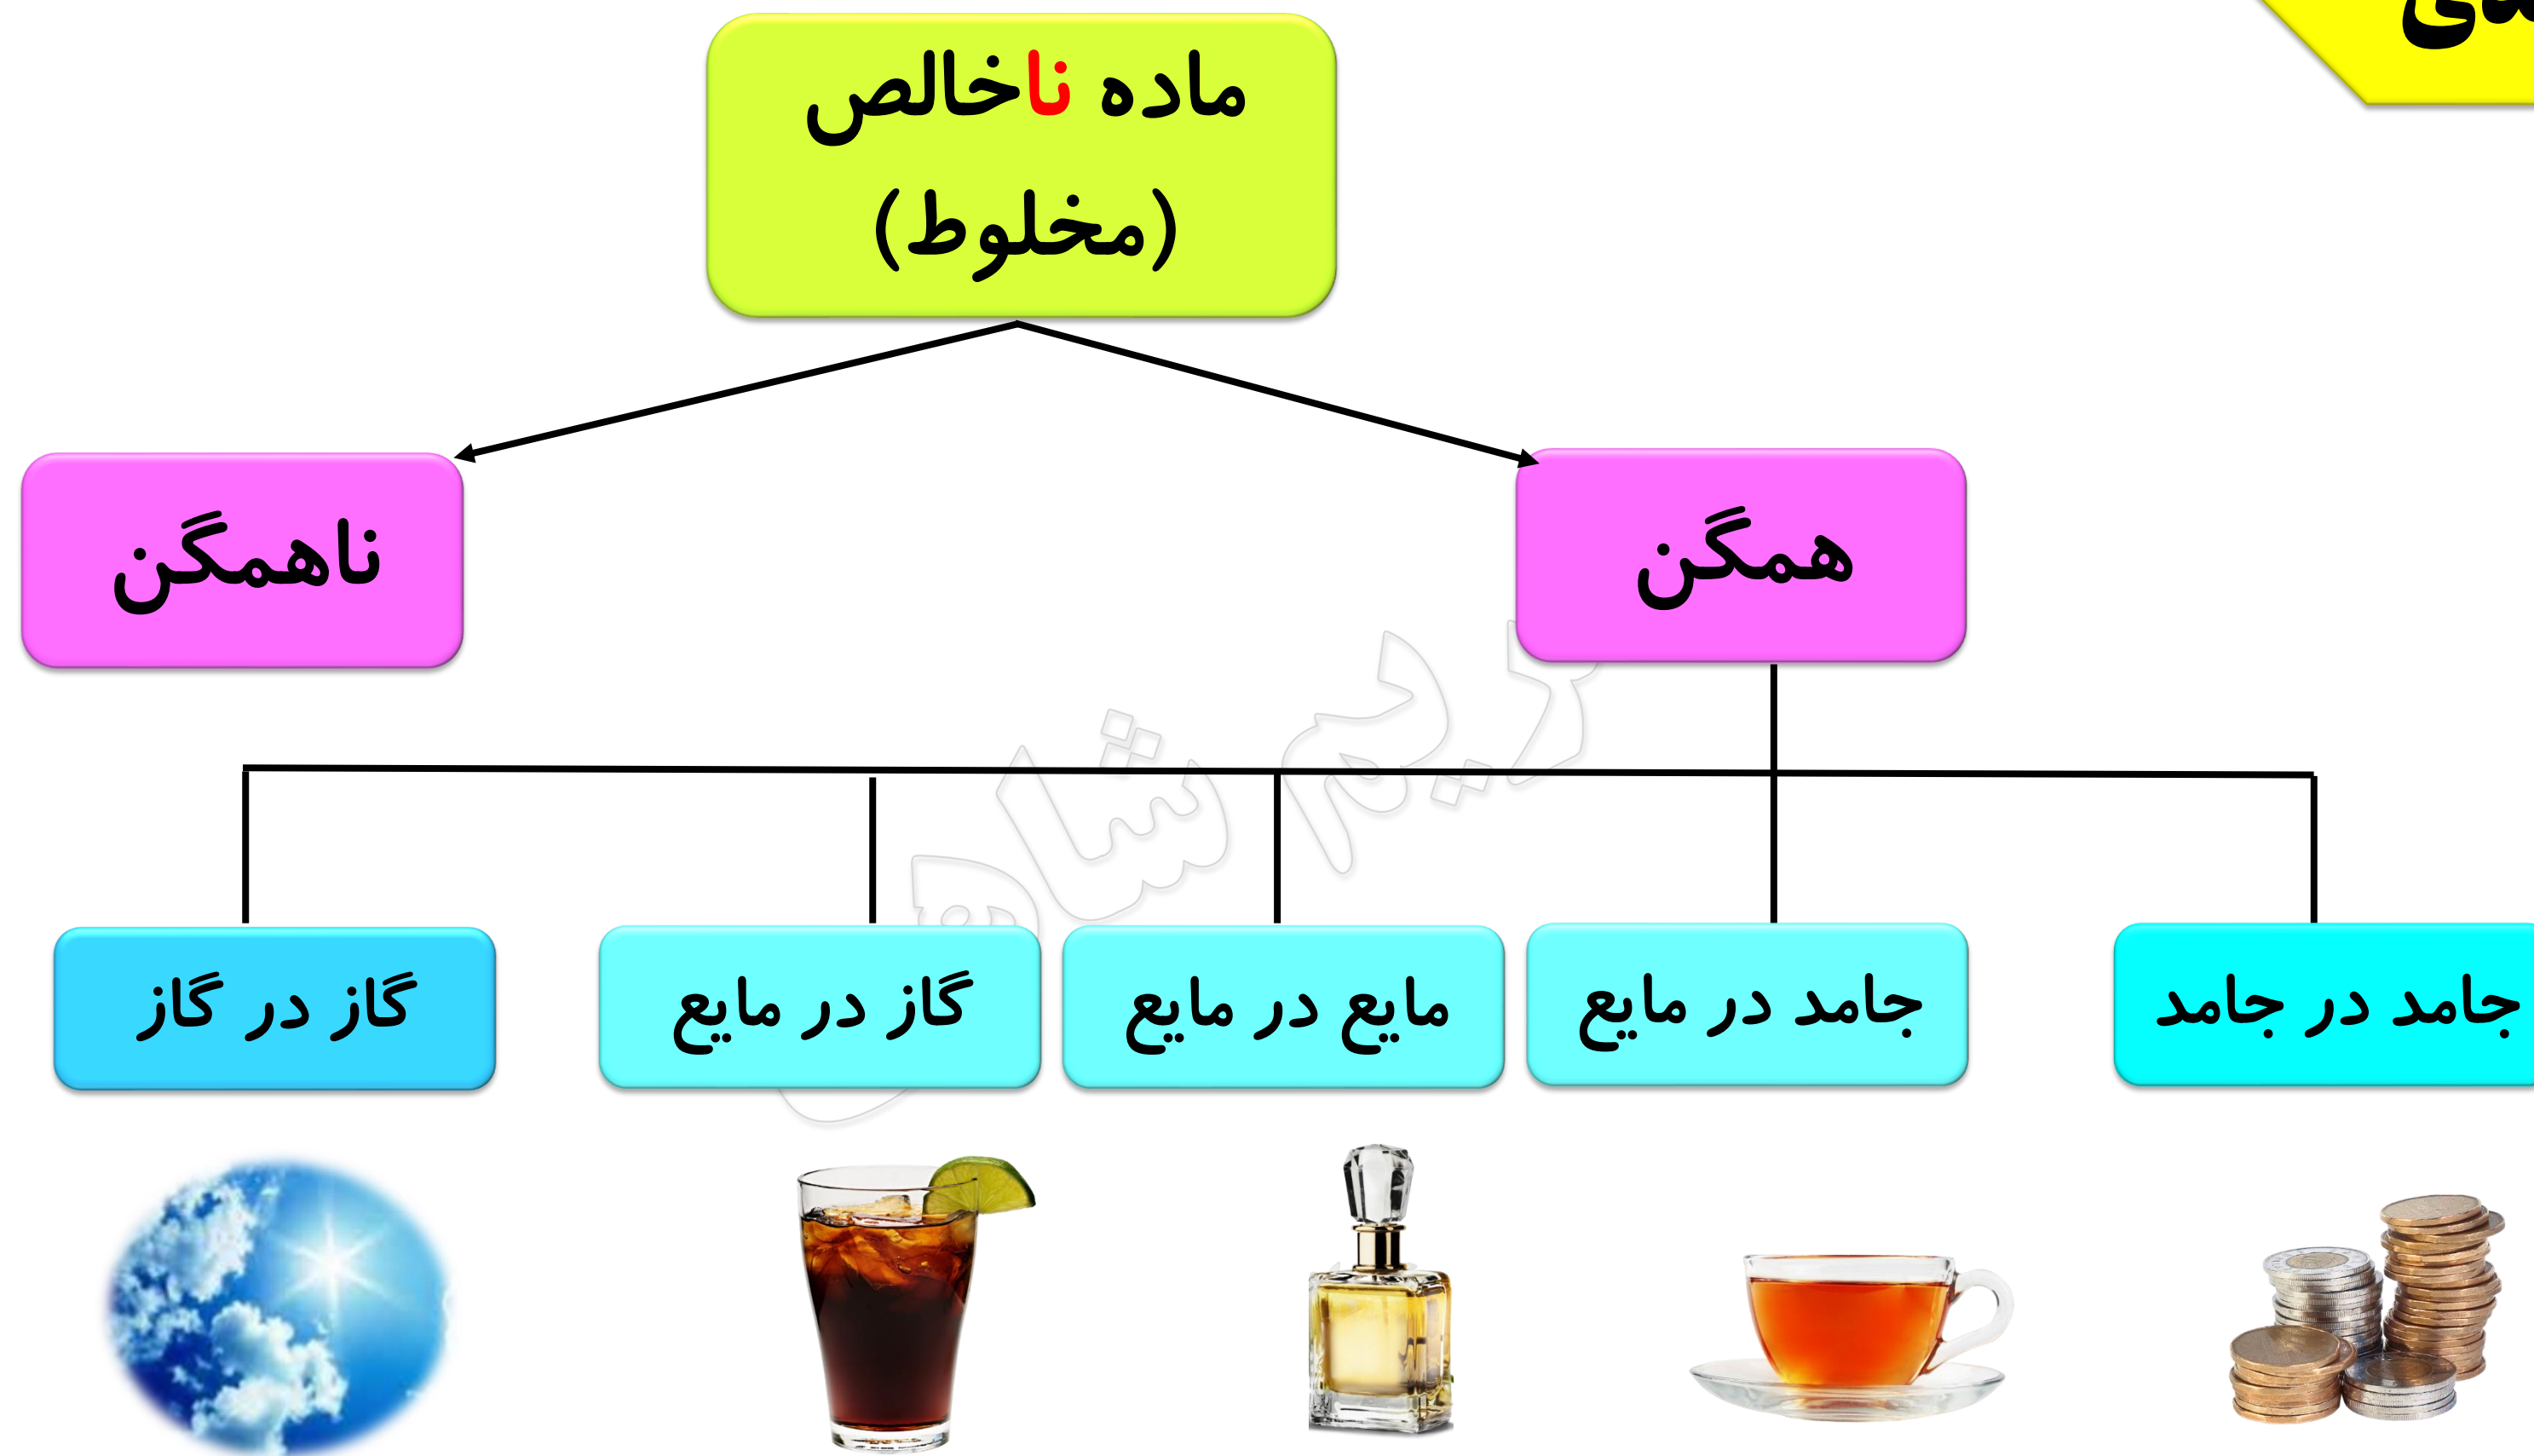 ماده ناخالص
(مخلوط)
همگن
ناهمگن
جامد در جامد
جامد در مایع
مایع در مایع
گاز در مایع
گاز در گاز